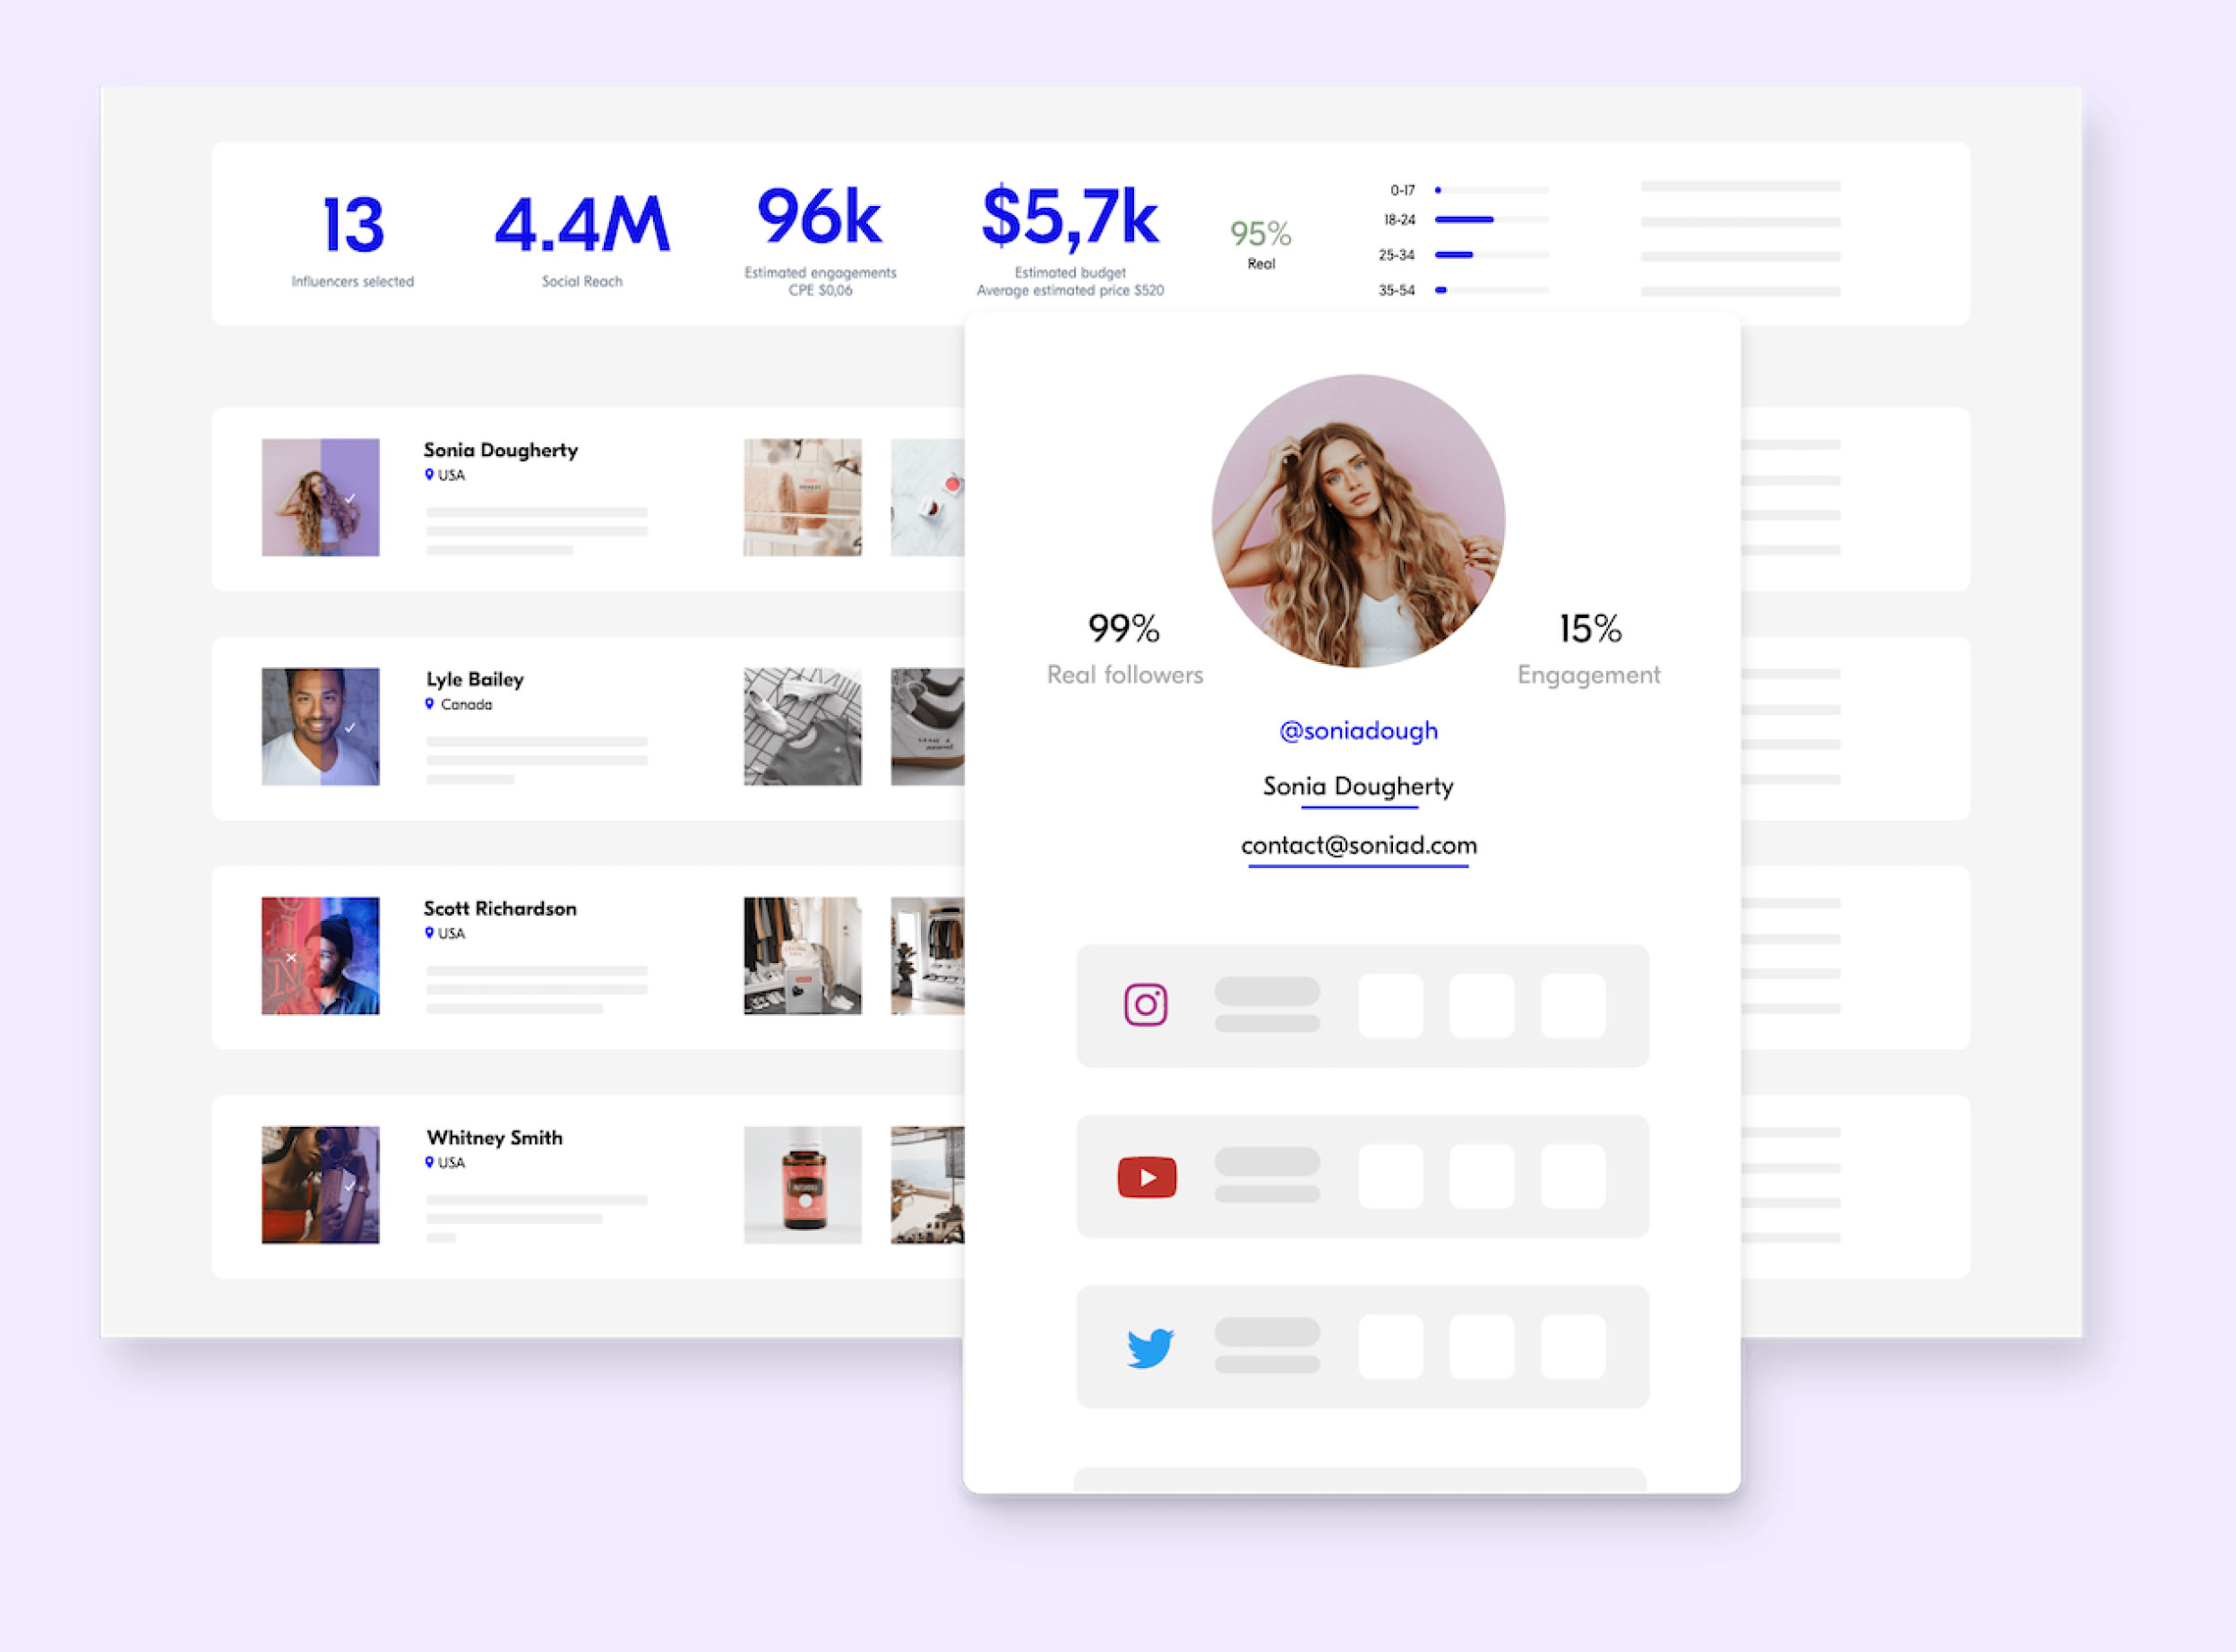 13
Influencers selected
4.4M
Social Reach
96k
Estimated engagements
CPE $0,06
$5,7k
Estimated budget
Average estimated price $520
95%
Real
0-17
18-24
25-34
35-54
Sonia Dougherty
USA
Lyle Bailey
Canada
Scott Richardson
USA
Whitney Smith
USA
99%
Real followers
15%
Engagement
@soniadough
Sonia Dougherty
contact@soniad.com